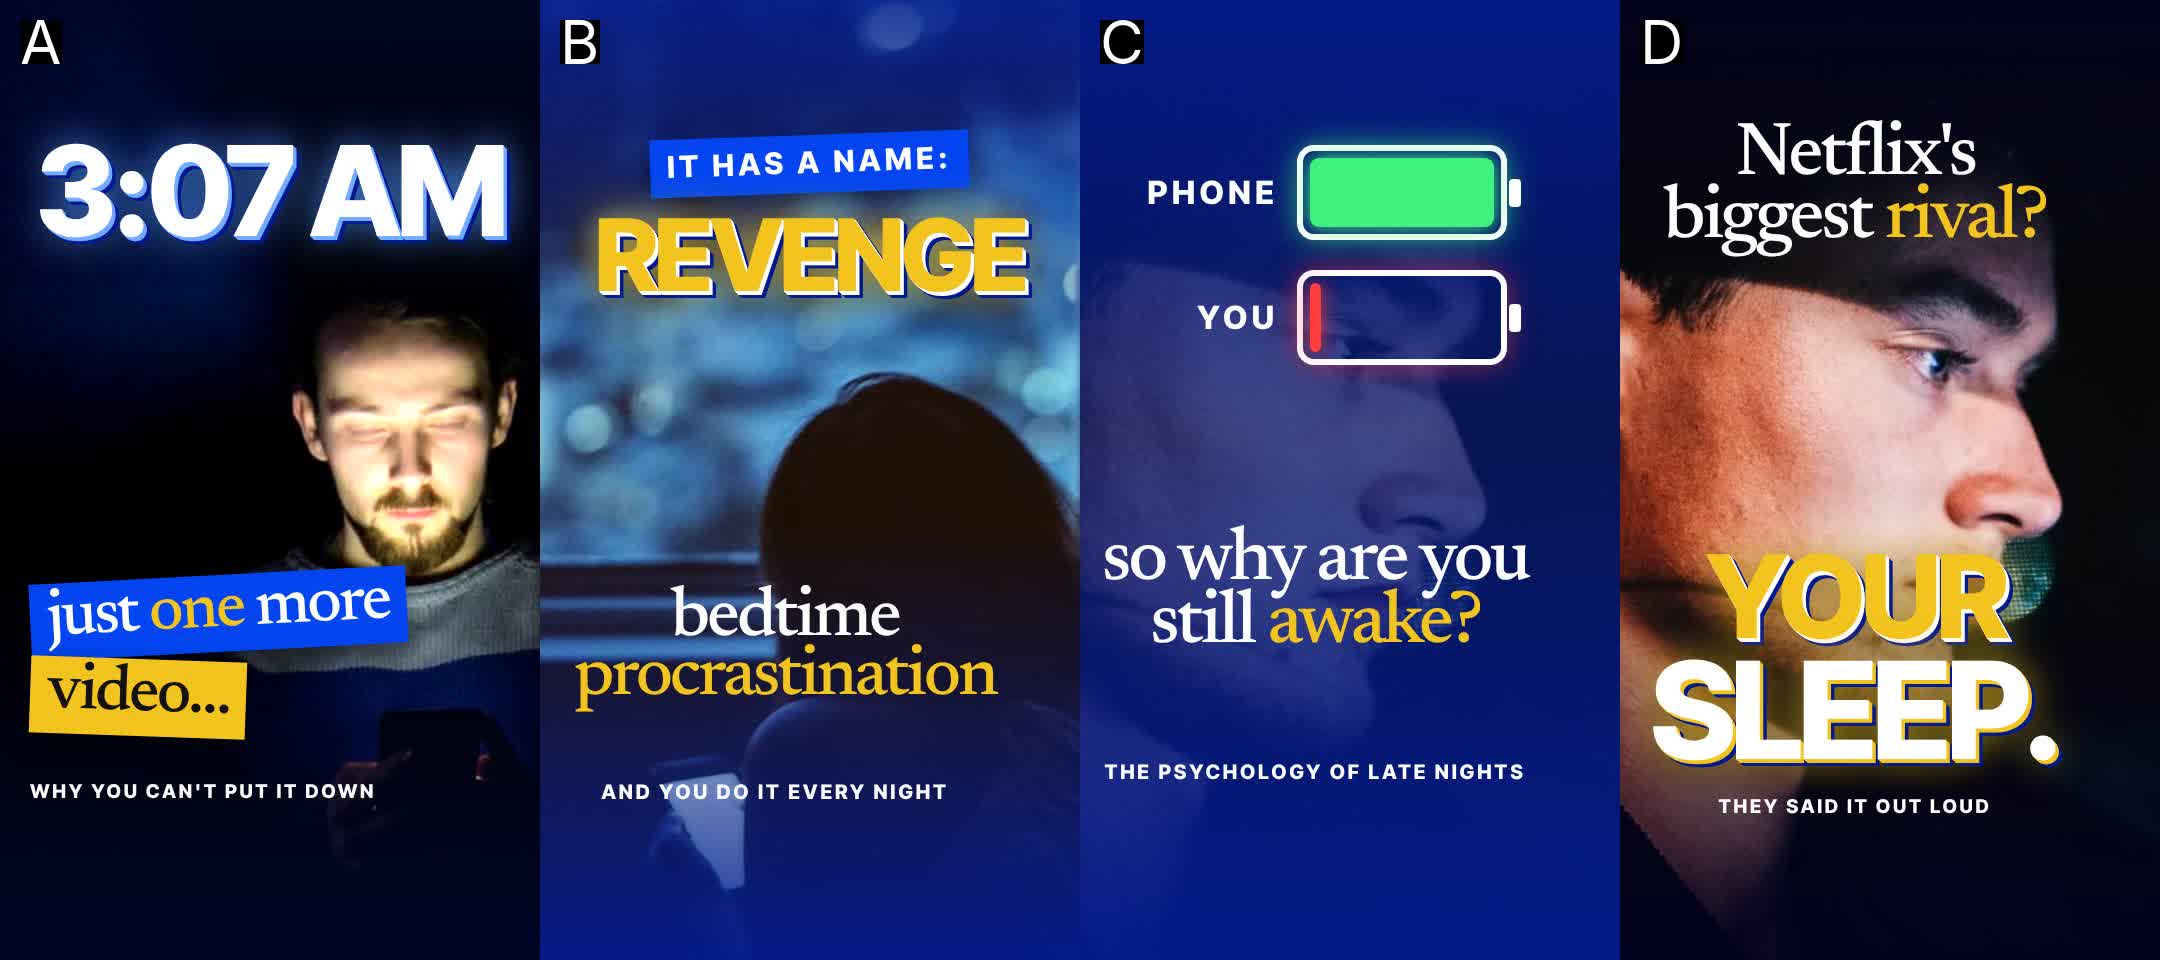 A
3:07 AM
just one more
video...
WHY YOU CAN'T PUT IT DOWN
B
IT HAS A NAME:
REVENGE
bedtime
procrastination
AND YOU DO IT EVERY NIGHT
C
PHONE
YOU
so why are you
still awake?
THE PSYCHOLOGY OF LATE NIGHTS
D
Netflix's
biggest rival?
YOUR
SLEEP.
THEY SAID IT OUT LOUD